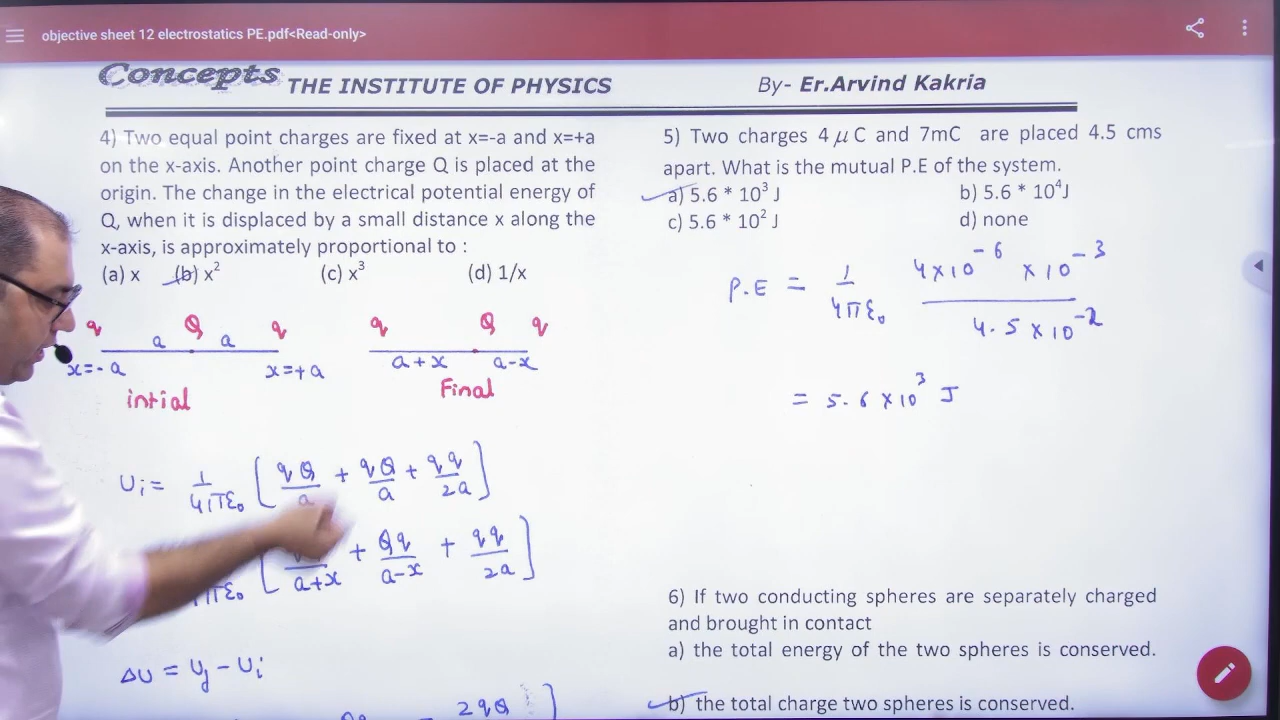 objective sheet 12 electrostatics PE.pdf<Read-only>
Concepts THE INSTITUTE OF PHYSICS By- Er.Arvind Kakria
4) Two equal point charges are fixed at x=-a and x=+a
on the x-axis. Another point charge Q is placed at the
origin. The change in the electrical potential energy of
Q, when it is displaced by a small distance x along the
x-axis, is approximately proportional to :
(a) x (b) x² (c) x³ (d) 1/x
q Q q
a a
x=-a x=+a
intial
q Q q
a+x a-x
Final
Ui = 1/4πε₀ [ qQ/a + qQ/a + qq/2a ]
[ /a+x + Qq/a-x + qq/2a ]
ΔU = Uf - Ui
2qQ ]
5) Two charges 4 μ C and 7mC are placed 4.5 cms
apart. What is the mutual P.E of the system.
a) 5.6 * 10³ J b) 5.6 * 10⁴J
c) 5.6 * 10² J d) none
P.E = 1/4πε₀ 4×10⁻⁶ ×10⁻³ / 4.5×10⁻²
= 5.6 ×10³ J
6) If two conducting spheres are separately charged
and brought in contact
a) the total energy of the two spheres is conserved.
b) the total charge two spheres is conserved.